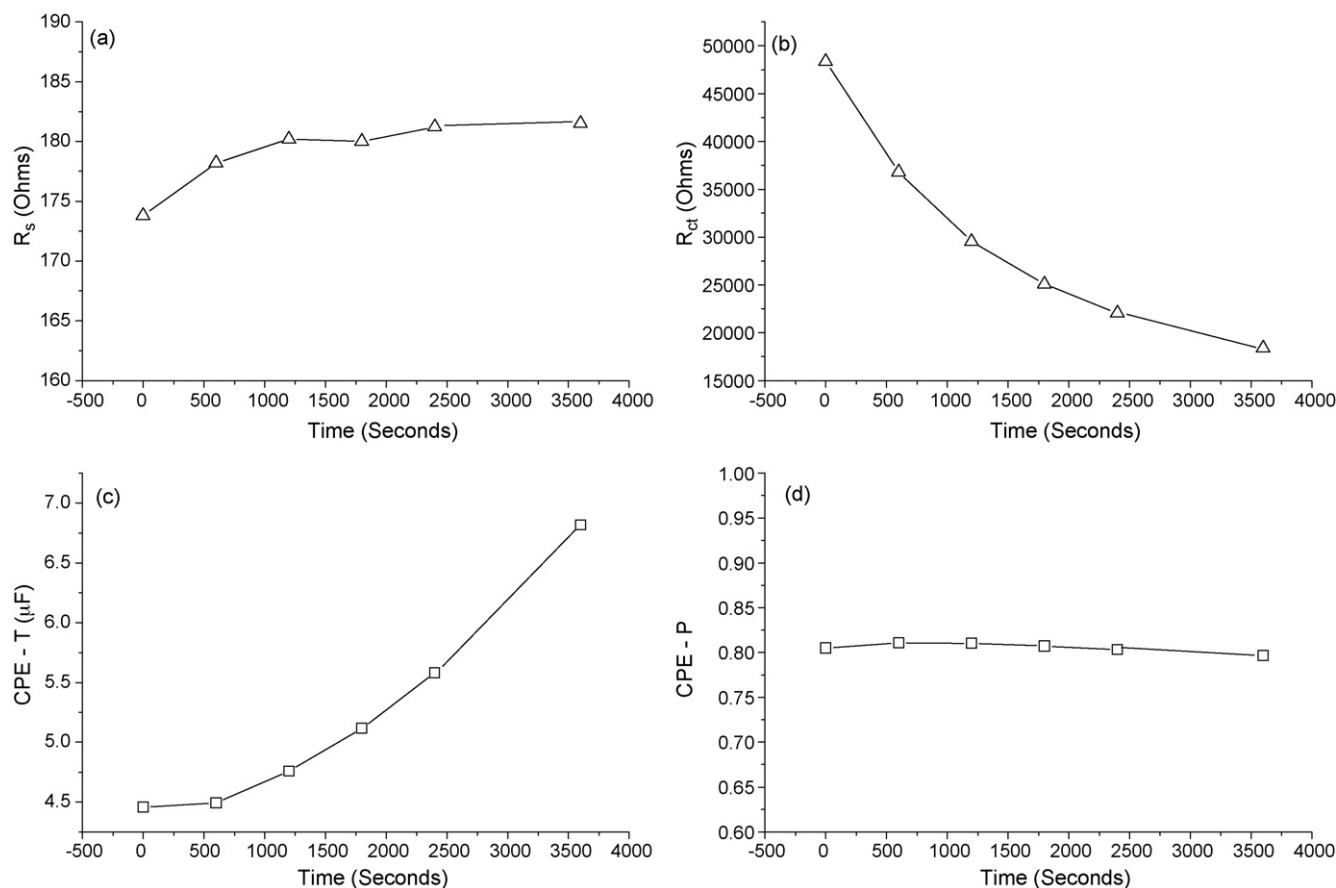 (a)
190
185
180
175
170
165
160
R_s (Ohms)
-500 0 500 1000 1500 2000 2500 3000 3500 4000
Time (Seconds)
(b)
50000
45000
40000
35000
30000
25000
20000
15000
R_ct (Ohms)
-500 0 500 1000 1500 2000 2500 3000 3500 4000
Time (Seconds)
(c)
7.0
6.5
6.0
5.5
5.0
4.5
CPE - T (μF)
-500 0 500 1000 1500 2000 2500 3000 3500 4000
Time (Seconds)
(d)
1.00
0.95
0.90
0.85
0.80
0.75
0.70
0.65
0.60
CPE - P
-500 0 500 1000 1500 2000 2500 3000 3500 4000
Time (Seconds)